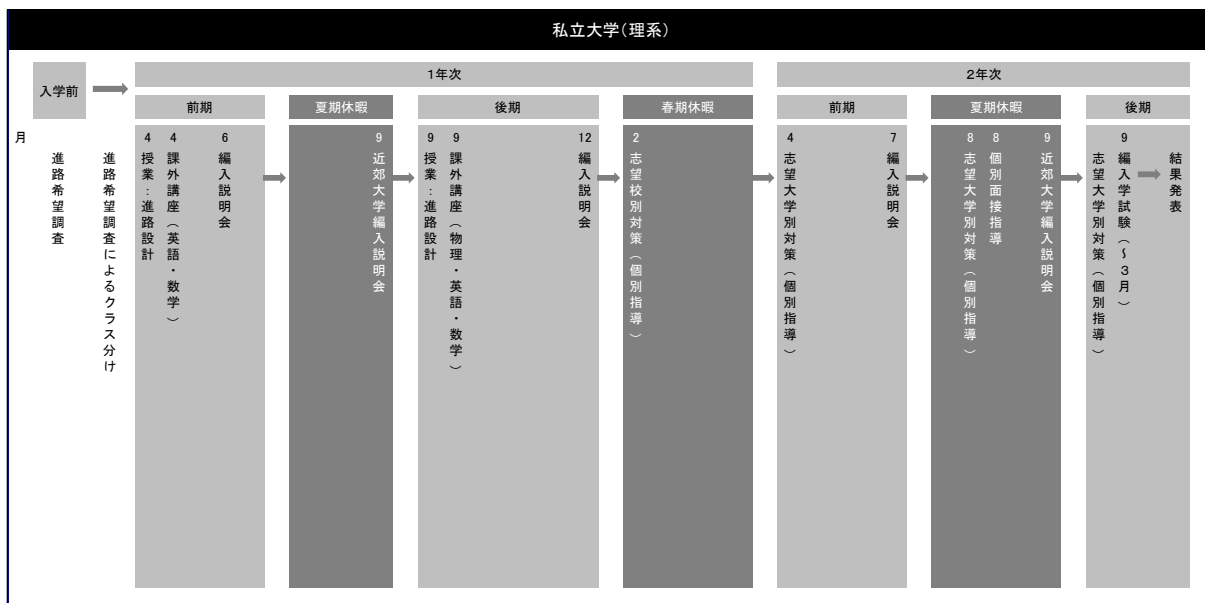 私立大学(理系)
入学前
1年次
2年次
前期
夏期休暇
後期
春期休暇
前期
夏期休暇
後期
月
進路希望調査
進路希望調査によるクラス分け
4
授業:進路設計
4
課外講座(英語・数学)
6
編入説明会
9
近郊大学編入説明会
9
授業:進路設計
9
課外講座(物理・英語・数学)
12
編入説明会
2
志望校別対策(個別指導)
4
志望大学別対策(個別指導)
7
編入説明会
8
志望大学別対策(個別指導)
8
個別面接指導
9
近郊大学編入説明会
志望大学別対策(個別指導)
9
編入学試験(~3月)
結果発表